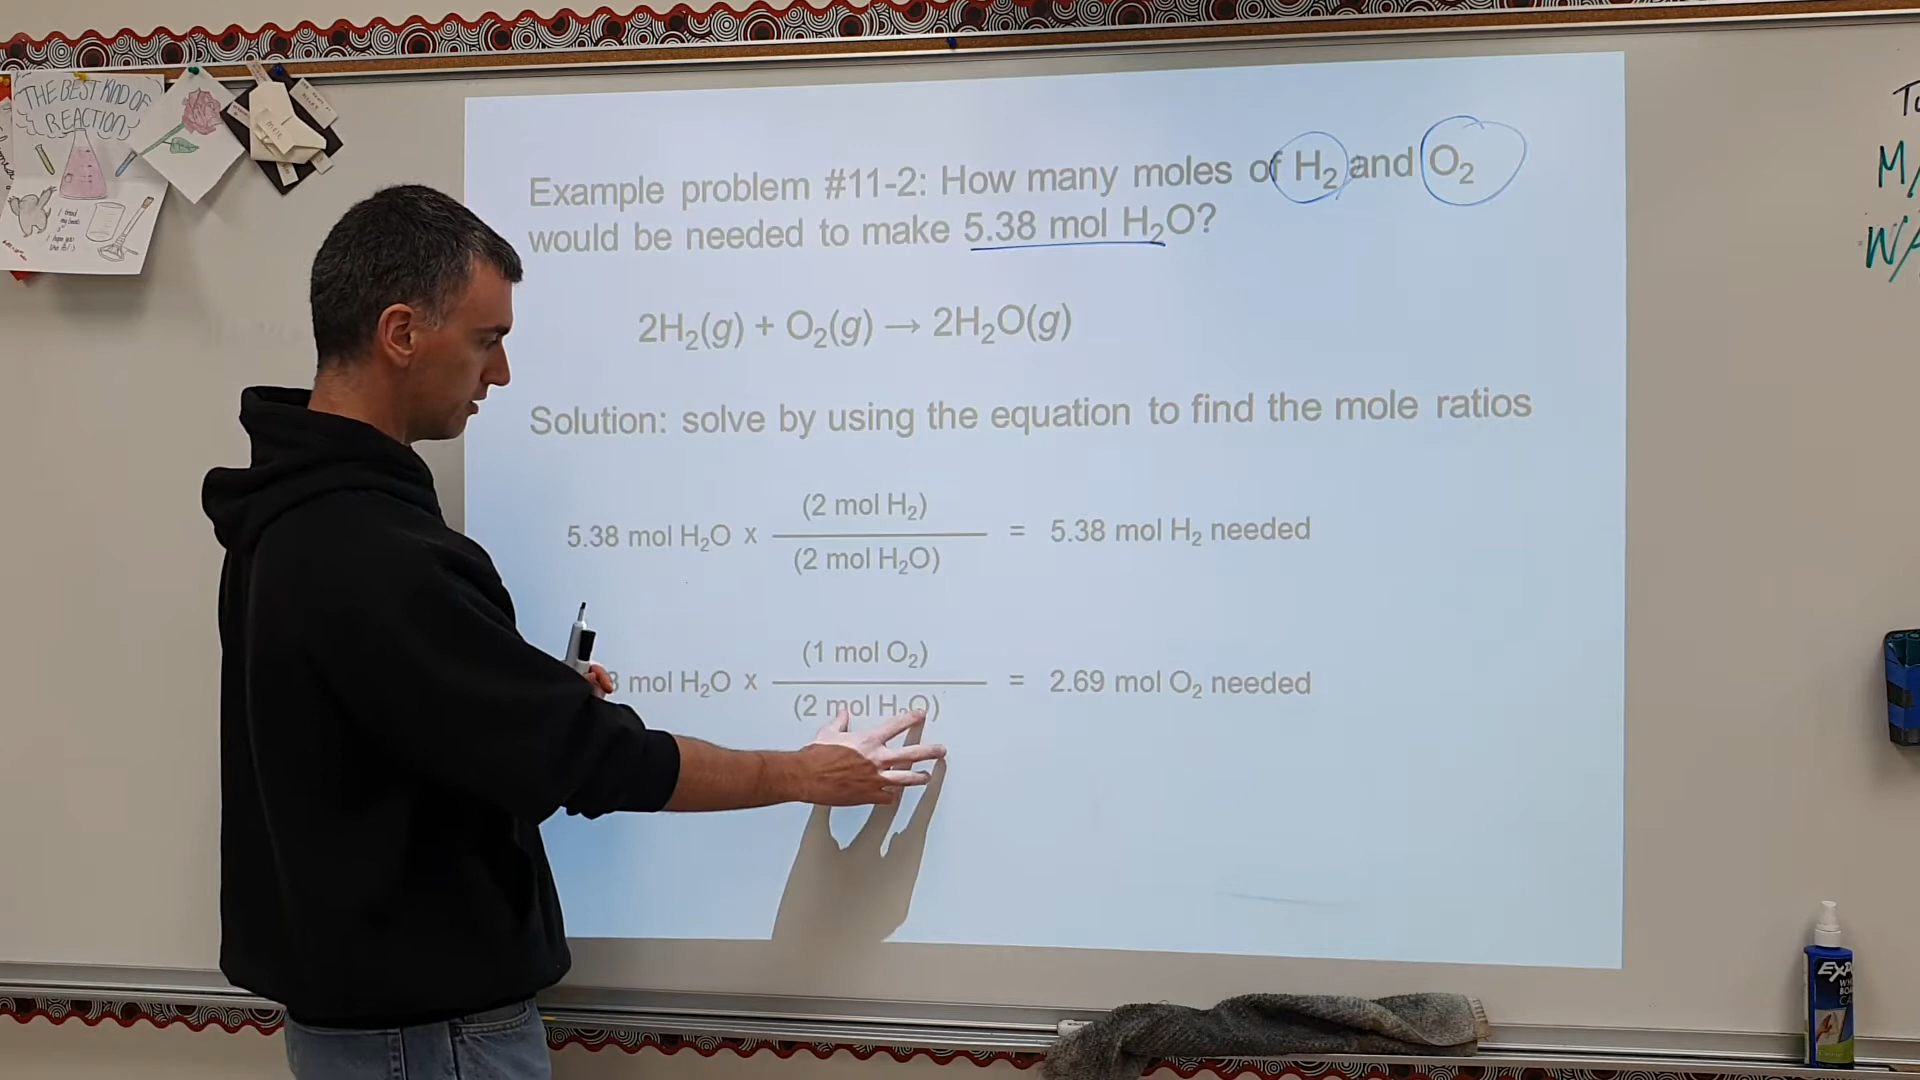 THE BEST KIND OF
REACTION
Example problem #11-2: How many moles of H₂ and O₂
would be needed to make 5.38 mol H₂O?
2H₂(g) + O₂(g) → 2H₂O(g)
Solution: solve by using the equation to find the mole ratios
(2 mol H₂)
5.38 mol H₂O x = 5.38 mol H₂ needed
(2 mol H₂O)
(1 mol O₂)
mol H₂O x = 2.69 mol O₂ needed
(2 mol H₂O)